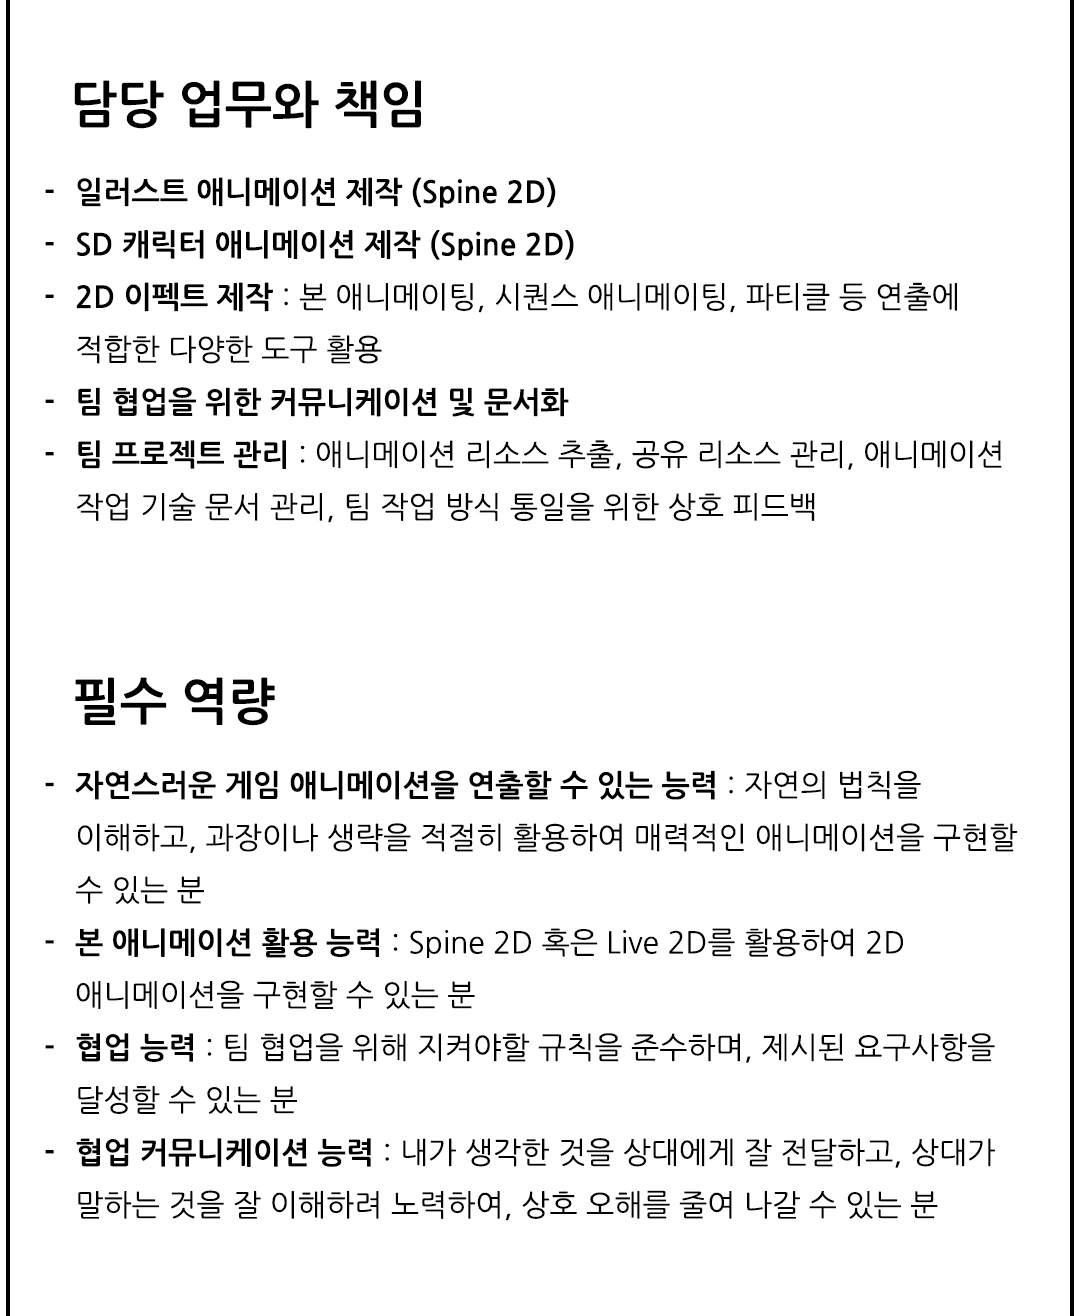 담당 업무와 책임
- 일러스트 애니메이션 제작 (Spine 2D)
- SD 캐릭터 애니메이션 제작 (Spine 2D)
- 2D 이펙트 제작 : 본 애니메이팅, 시퀀스 애니메이팅, 파티클 등 연출에
적합한 다양한 도구 활용
- 팀 협업을 위한 커뮤니케이션 및 문서화
- 팀 프로젝트 관리 : 애니메이션 리소스 추출, 공유 리소스 관리, 애니메이션
작업 기술 문서 관리, 팀 작업 방식 통일을 위한 상호 피드백
필수 역량
- 자연스러운 게임 애니메이션을 연출할 수 있는 능력 : 자연의 법칙을
이해하고, 과장이나 생략을 적절히 활용하여 매력적인 애니메이션을 구현할
수 있는 분
- 본 애니메이션 활용 능력 : Spine 2D 혹은 Live 2D를 활용하여 2D
애니메이션을 구현할 수 있는 분
- 협업 능력 : 팀 협업을 위해 지켜야할 규칙을 준수하며, 제시된 요구사항을
달성할 수 있는 분
- 협업 커뮤니케이션 능력 : 내가 생각한 것을 상대에게 잘 전달하고, 상대가
말하는 것을 잘 이해하려 노력하여, 상호 오해를 줄여 나갈 수 있는 분